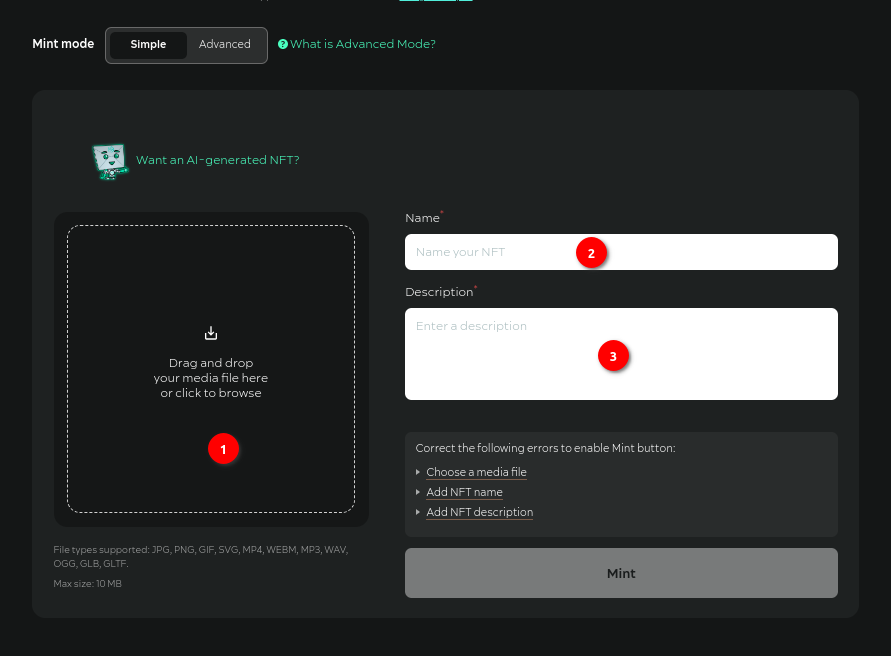 Mint mode
Simple
Advanced
? What is Advanced Mode?
Want an AI-generated NFT?
Drag and drop
your media file here
or click to browse
1
File types supported: JPG, PNG, GIF, SVG, MP4, WEBM, MP3, WAV,
OGG, GLB, GLTF.
Max size: 10 MB
Name*
Name your NFT
2
Description*
Enter a description
3
Correct the following errors to enable Mint button:
Choose a media file
Add NFT name
Add NFT description
Mint